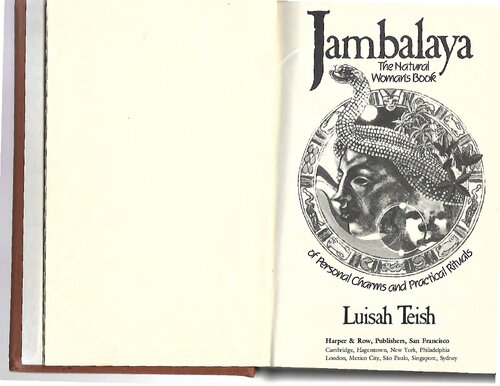 Jambalaya
The Natural
Woman's Book
of Personal Charms and Practical Rituals
Luisah Teish
Harper & Row, Publishers, San Francisco
Cambridge, Hagerstown, New York, Philadelphia
London, Mexico City, São Paulo, Singapore, Sydney